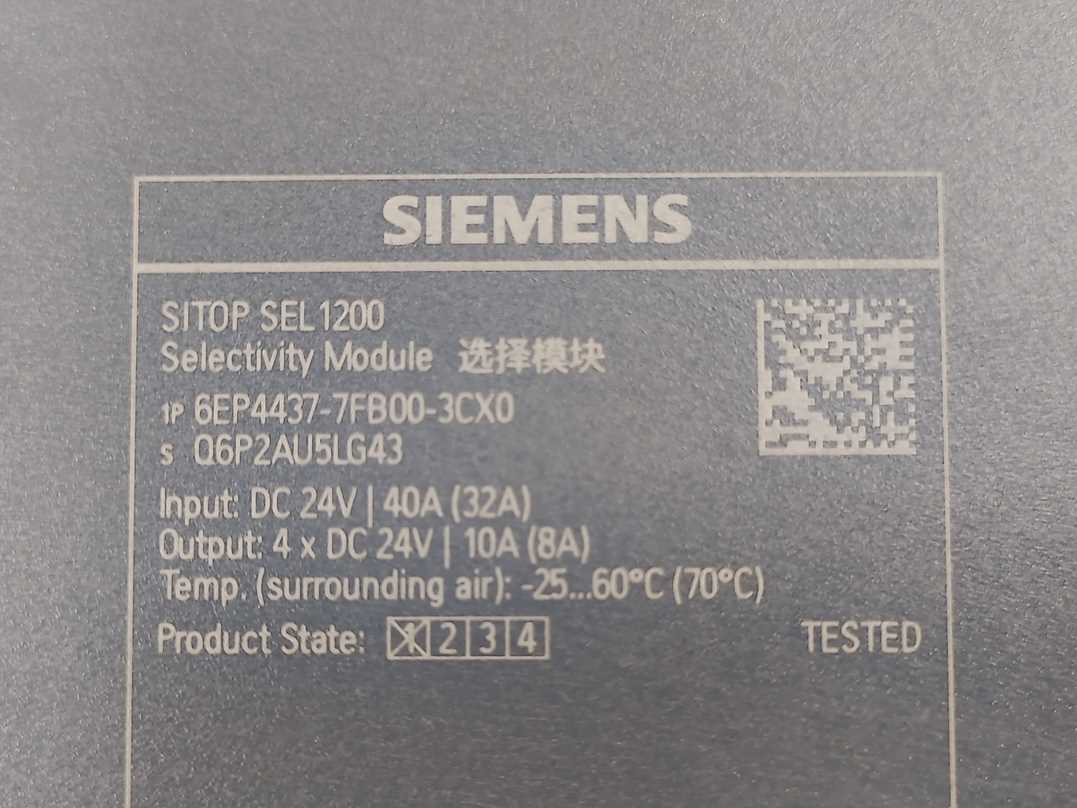 SIEMENS
SITOP SEL1200
Selectivity Module 选择模块
1P 6EP4437-7FB00-3CX0
S Q6P2AU5LG43
Input: DC 24V | 40A (32A)
Output: 4 x DC 24V | 10A (8A)
Temp. (surrounding air): -25...60°C (70°C)
Product State: 1 2 3 4 TESTED